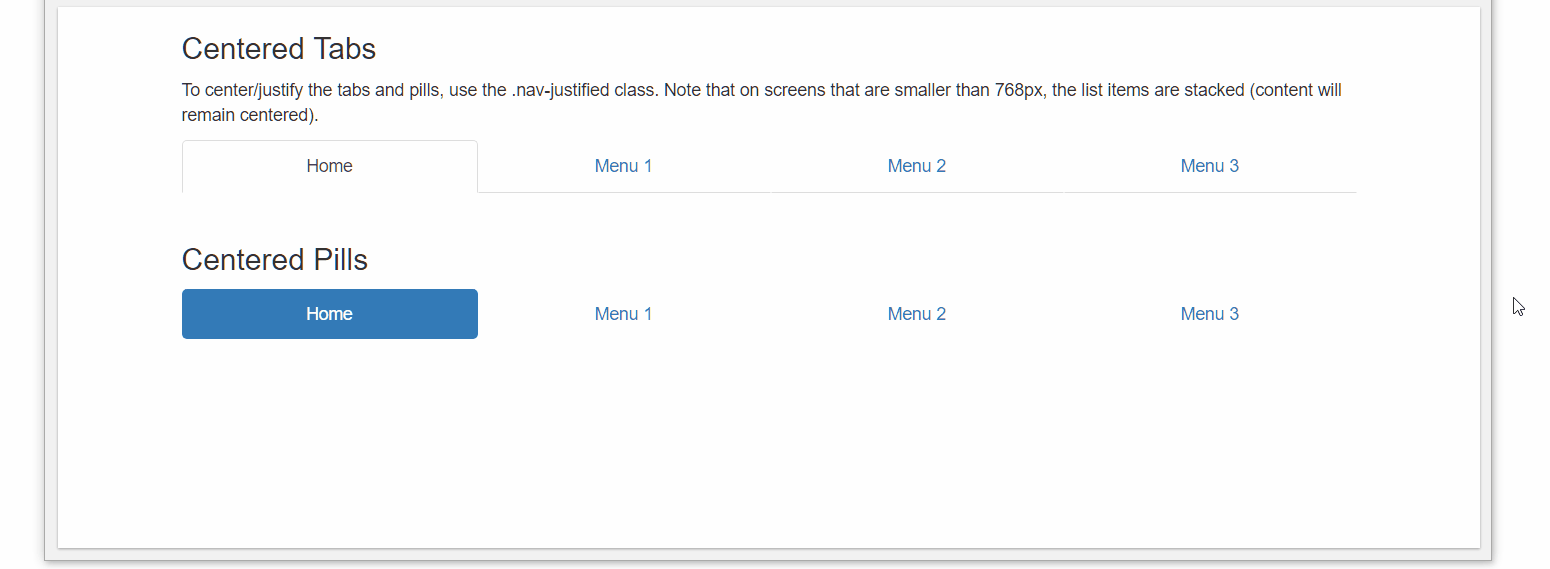 Centered Tabs
To center/justify the tabs and pills, use the .nav-justified class. Note that on screens that are smaller than 768px, the list items are stacked (content will
remain centered).
Home Menu 1 Menu 2 Menu 3
Centered Pills
Home Menu 1 Menu 2 Menu 3